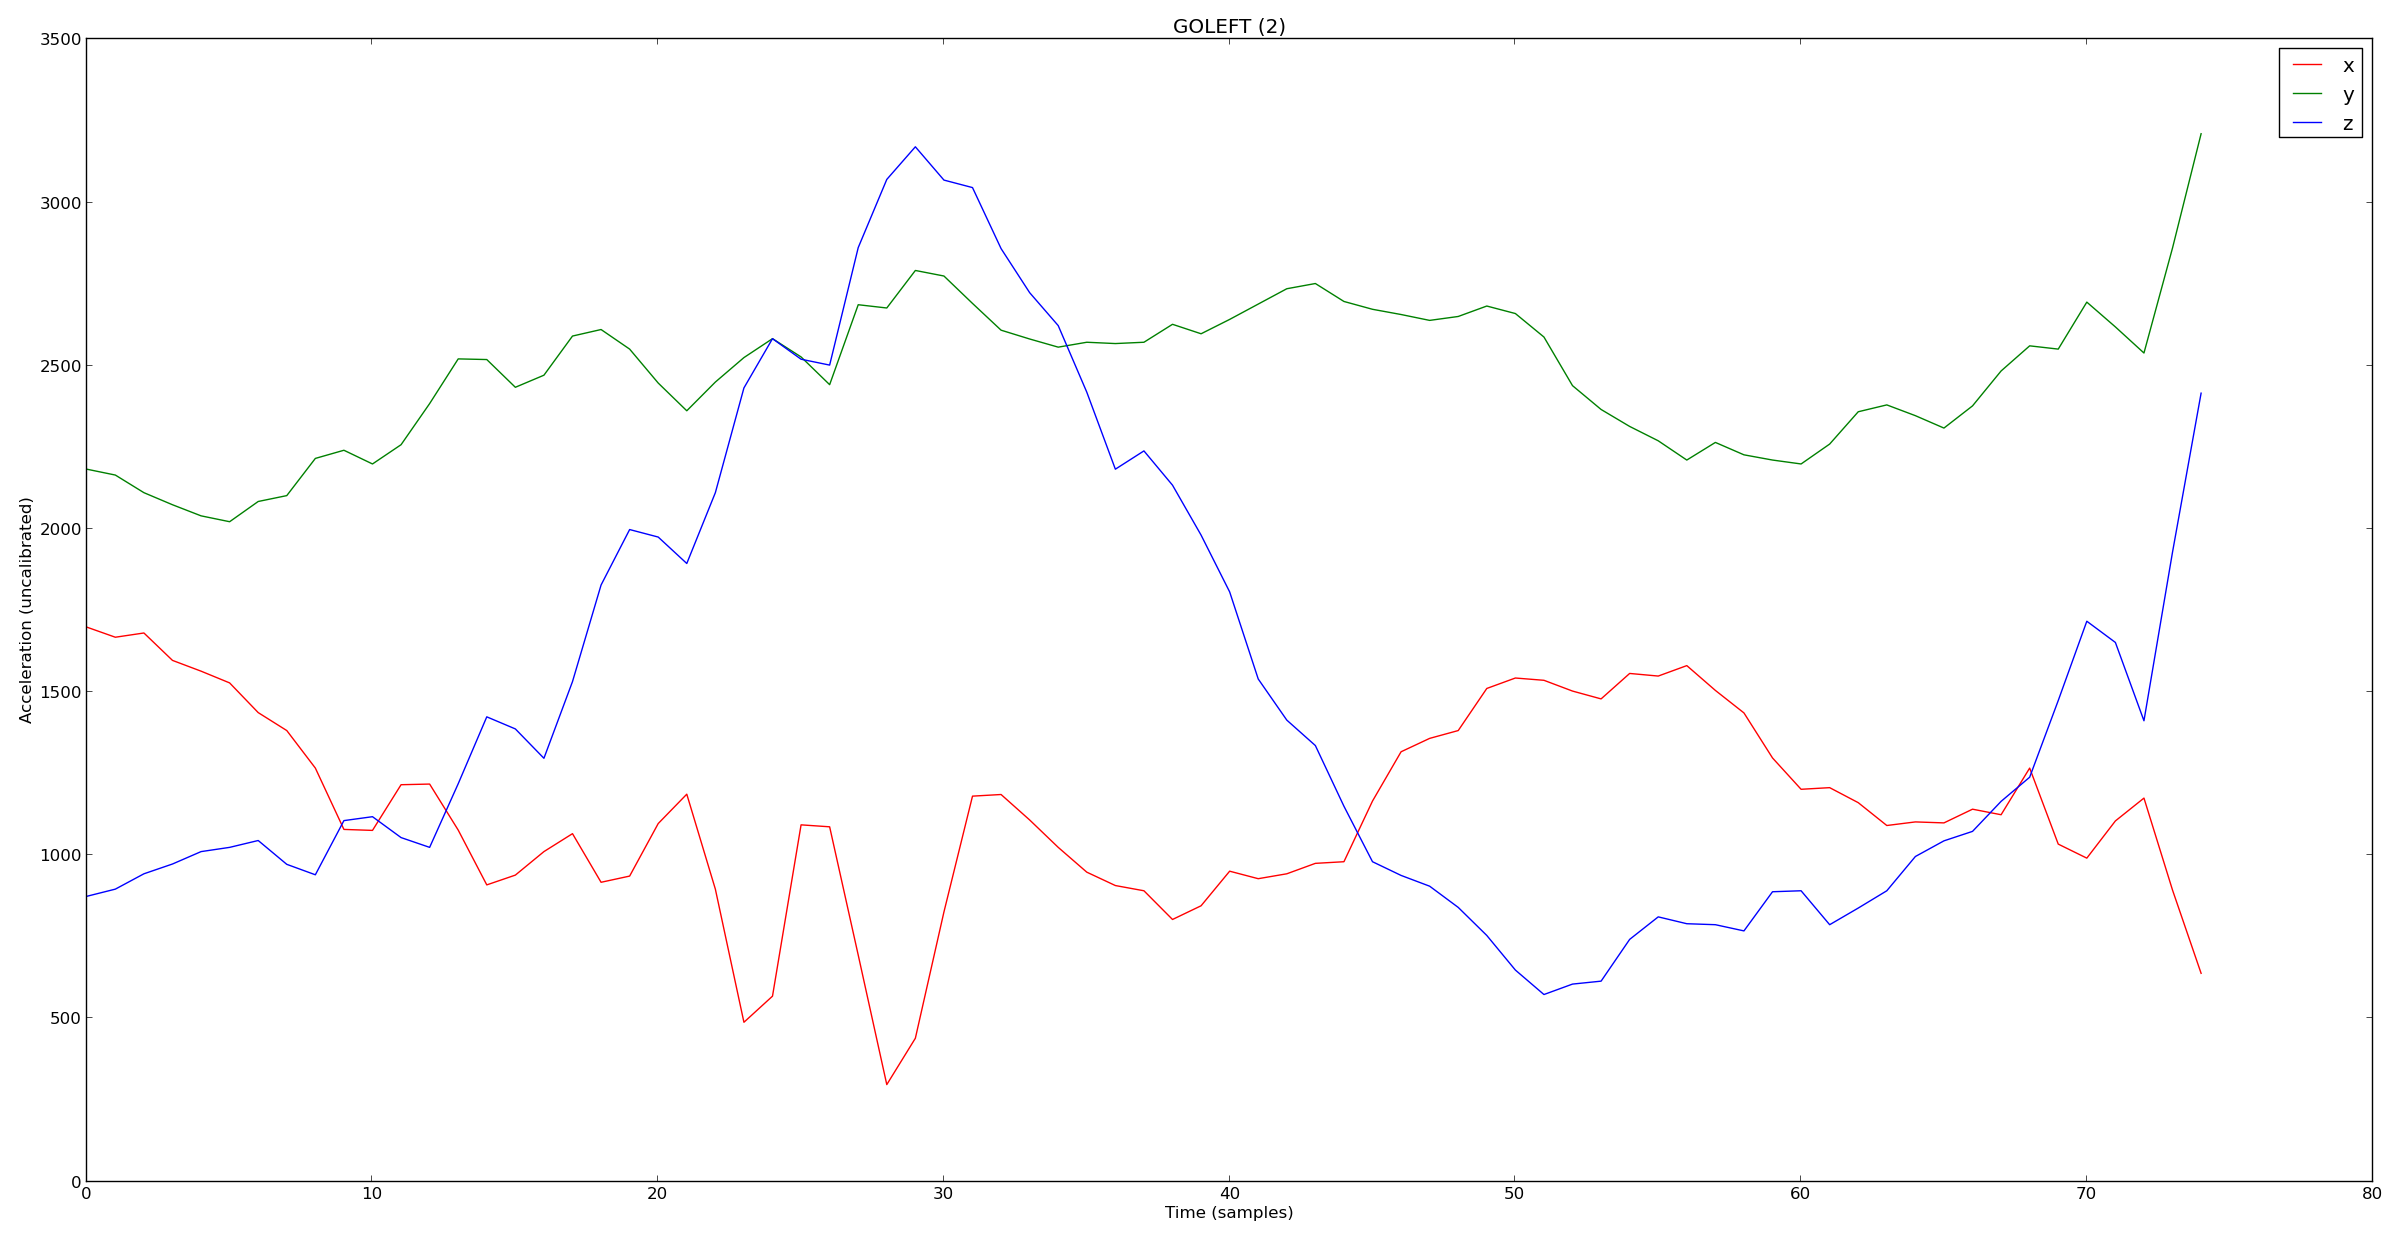 GOLEFT (2)
3500
3000
2500
2000
1500
1000
500
0
Acceleration (uncalibrated)
x
y
z
0 10 20 30 40 50 60 70 80
Time (samples)